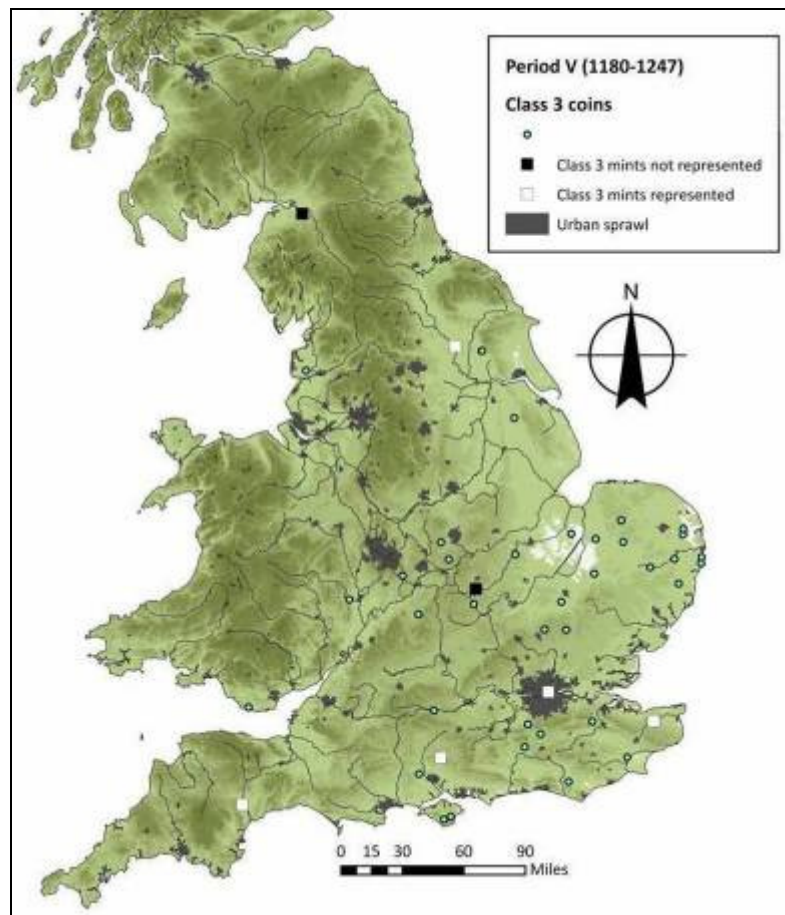 Period V (1180-1247)
Class 3 coins
Class 3 mints not represented
Class 3 mints represented
Urban sprawl
N
0 15 30 60 90
Miles